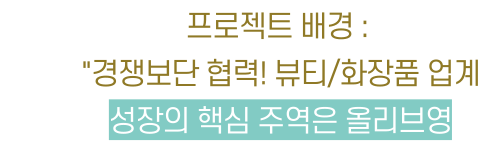 프로젝트 배경 :
"경쟁보단 협력! 뷰티/화장품 업계
성장의 핵심 주역은 올리브영